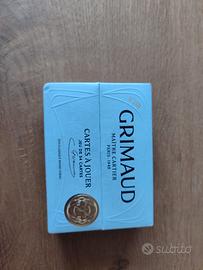 GRIMAUD
MAÎTRE CARTIER
PARIS · 1848
CARTES À JOUER
JEU DE 54 CARTES
subito